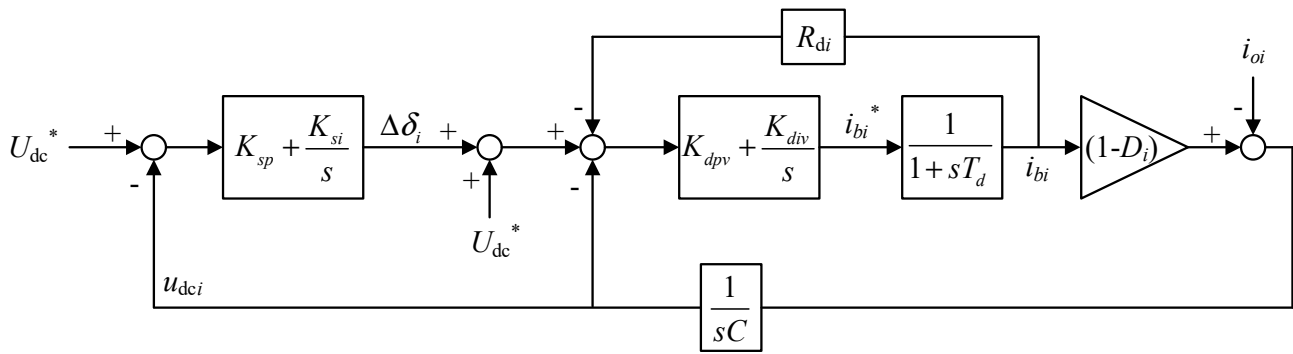 R_di
i_oi
-
-
U_dc^*
+
-
K_sp + K_si/s
Δδ_i
+
+
U_dc^*
+
-
K_dpv + K_div/s
i_bi^*
1/(1+sT_d)
i_bi
(1-D_i)
+
u_dci
1/(sC)